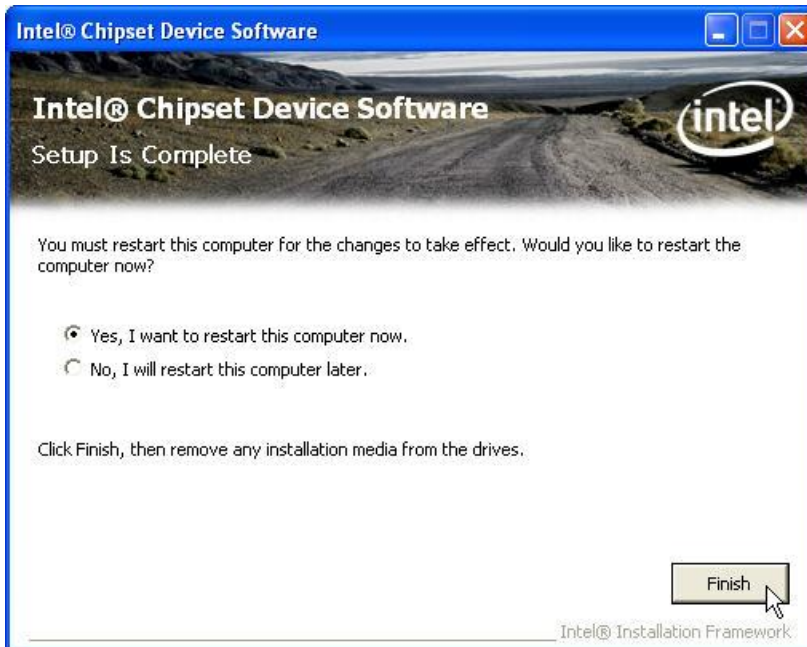 Intel® Chipset Device Software
Intel® Chipset Device Software
intel
Setup Is Complete
You must restart this computer for the changes to take effect. Would you like to restart the
computer now?
Yes, I want to restart this computer now.
No, I will restart this computer later.
Click Finish, then remove any installation media from the drives.
Finish
Intel® Installation Framework